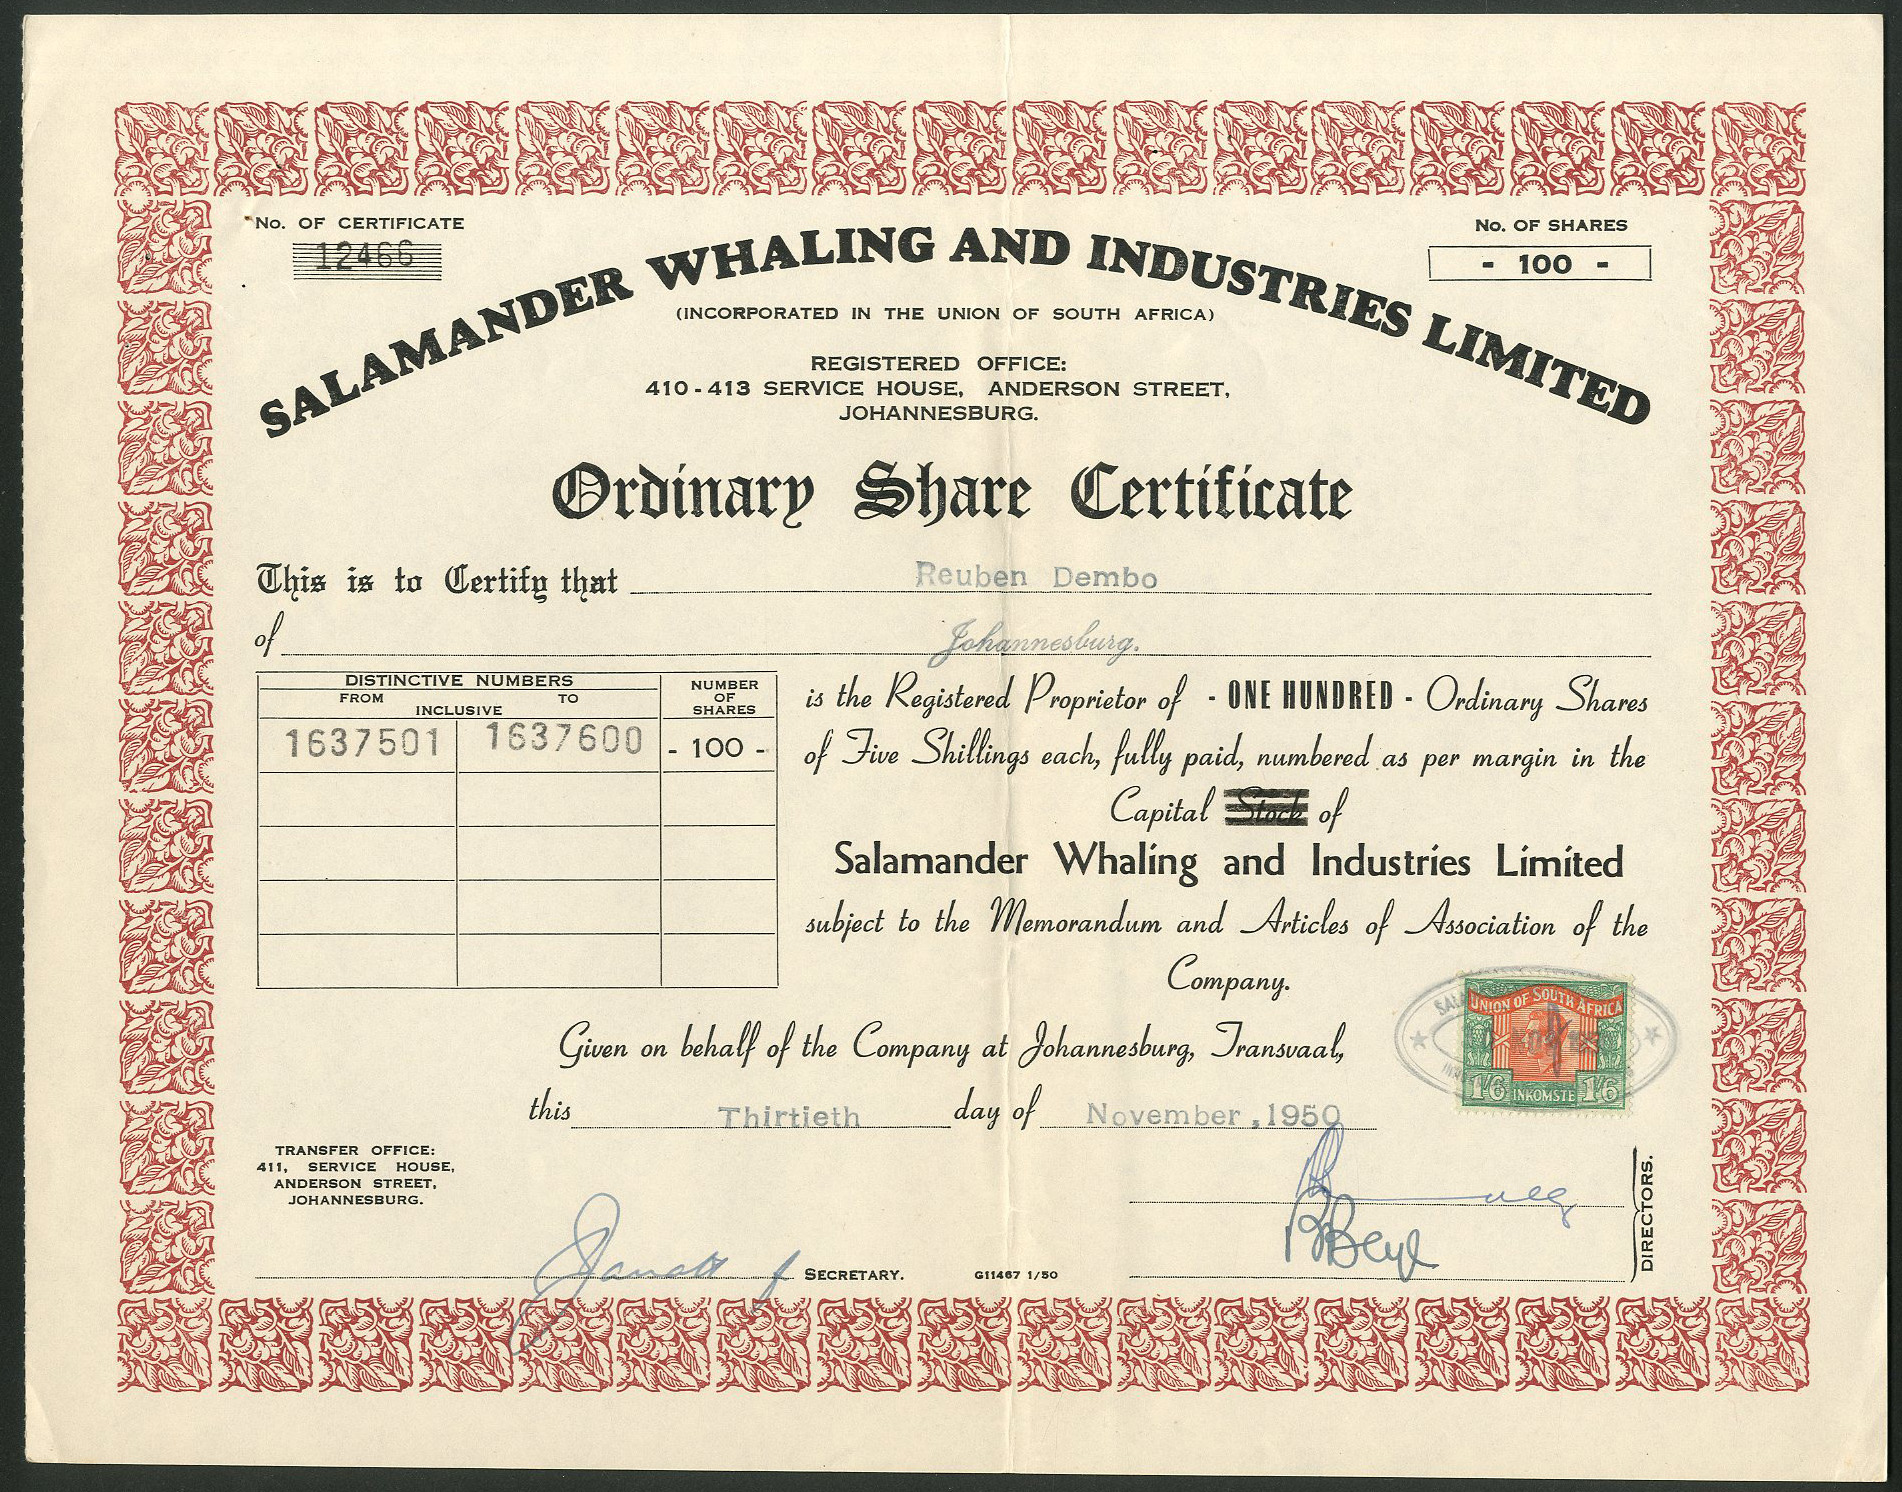 No. OF CERTIFICATE
12466
No. OF SHARES
- 100 -
SALAMANDER WHALING AND INDUSTRIES LIMITED
(INCORPORATED IN THE UNION OF SOUTH AFRICA)
REGISTERED OFFICE:
410-413 SERVICE HOUSE, ANDERSON STREET,
JOHANNESBURG.
Ordinary Share Certificate
This is to Certify that Reuben Dembo
of Johannesburg.
DISTINCTIVE NUMBERS
FROM TO
INCLUSIVE
NUMBER
OF
SHARES
1637501 1637600 - 100 -
is the Registered Proprietor of - ONE HUNDRED - Ordinary Shares
of Five Shillings each, fully paid, numbered as per margin in the
Capital Stock of
Salamander Whaling and Industries Limited
subject to the Memorandum and Articles of Association of the
Company.
Given on behalf of the Company at Johannesburg, Transvaal,
this Thirtieth day of November, 1950
UNION OF SOUTH AFRICA
1/6 INKOMSTE 1/6
TRANSFER OFFICE:
411, SERVICE HOUSE,
ANDERSON STREET,
JOHANNESBURG.
DIRECTORS.
SECRETARY.
G11467 1/50